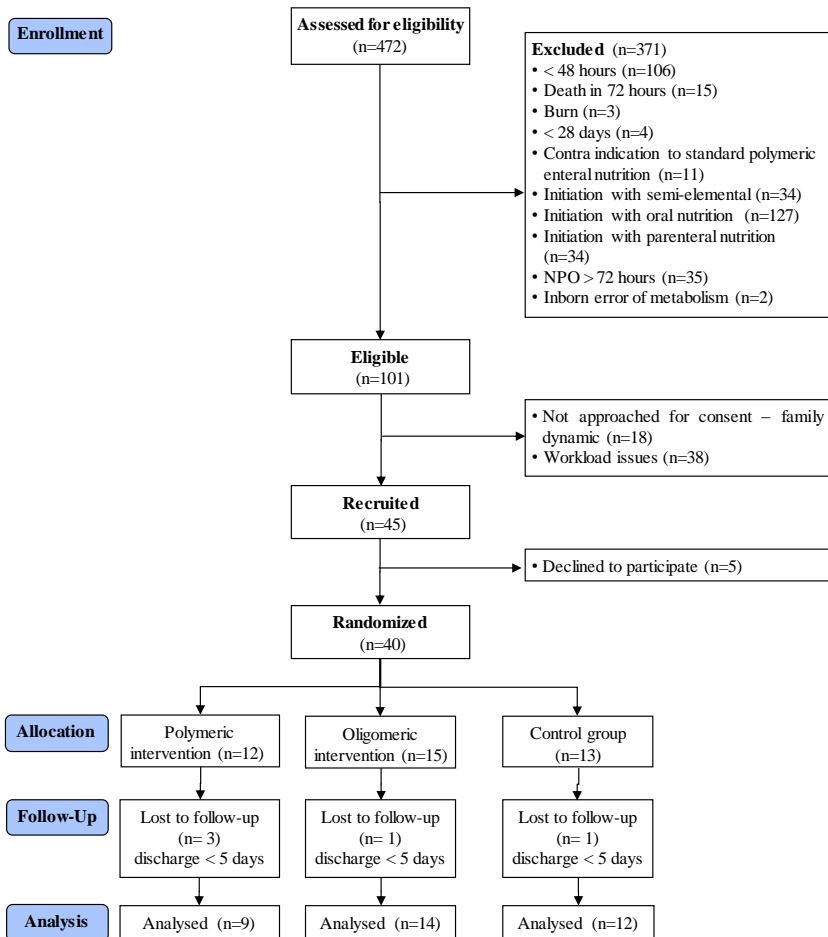 Enrollment
Assessed for eligibility
(n=472)
Excluded (n=371)
• < 48 hours (n=106)
• Death in 72 hours (n=15)
• Burn (n=3)
• < 28 days (n=4)
• Contra indication to standard polymeric
enteral nutrition (n=11)
• Initiation with semi-elemental (n=34)
• Initiation with oral nutrition (n=127)
• Initiation with parenteral nutrition
(n=34)
• NPO > 72 hours (n=35)
• Inborn error of metabolism (n=2)
Eligible
(n=101)
• Not approached for consent – family
dynamic (n=18)
• Workload issues (n=38)
Recruited
(n=45)
• Declined to participate (n=5)
Randomized
(n=40)
Allocation
Polymeric
intervention (n=12)
Oligomeric
intervention (n=15)
Control group
(n=13)
Follow-Up
Lost to follow-up
(n= 3)
discharge < 5 days
Lost to follow-up
(n= 1)
discharge < 5 days
Lost to follow-up
(n= 1)
discharge < 5 days
Analysis
Analysed (n=9)
Analysed (n=14)
Analysed (n=12)